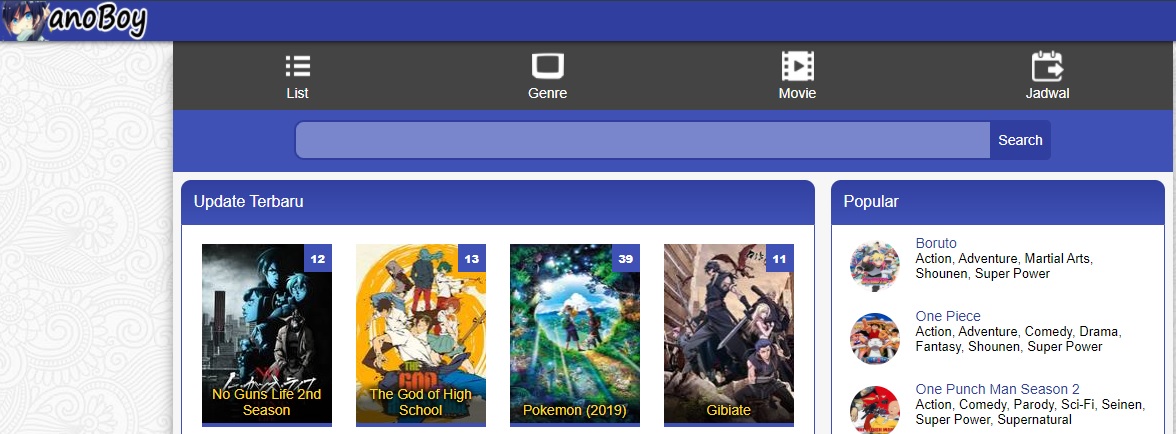 anoBoy
List
Genre
Movie
Jadwal
Search
Update Terbaru
12
No Guns Life 2nd
Season
13
THE
GOD
The God of High
School
39
Pokemon (2019)
11
Gibiate
Popular
Boruto
Action, Adventure, Martial Arts,
Shounen, Super Power
One Piece
Action, Adventure, Comedy, Drama,
Fantasy, Shounen, Super Power
One Punch Man Season 2
Action, Comedy, Parody, Sci-Fi, Seinen,
Super Power, Supernatural